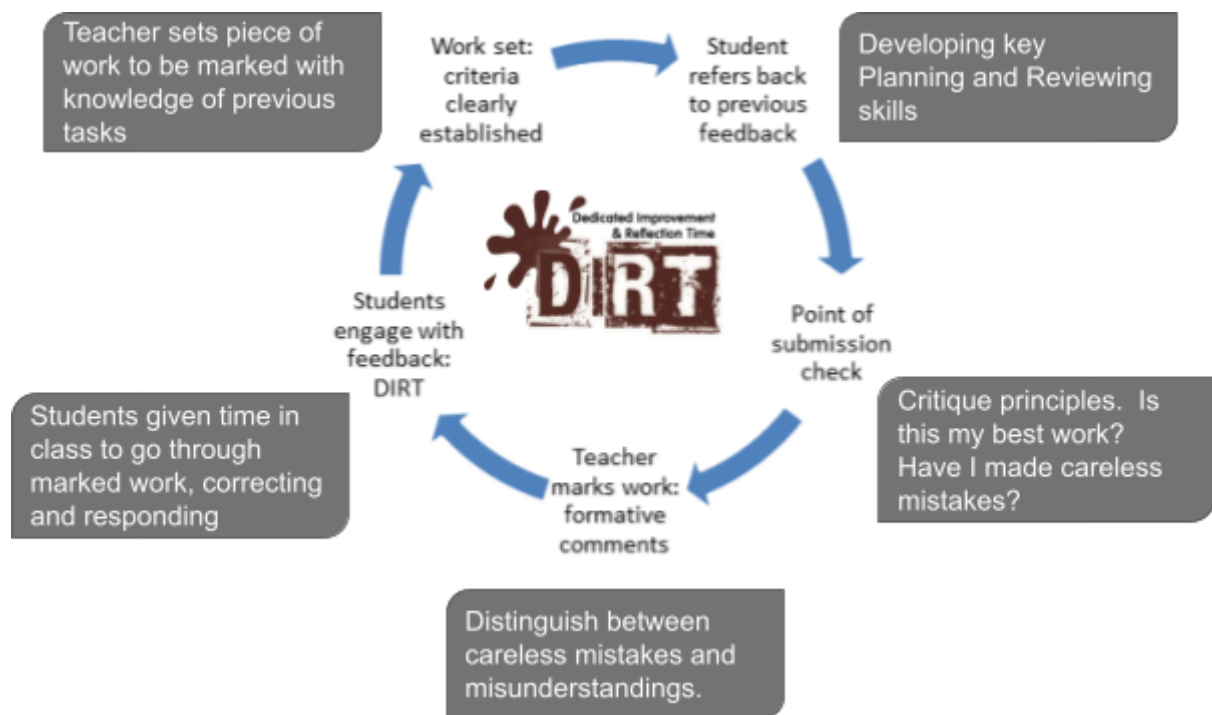 Teacher sets piece of
work to be marked with
knowledge of previous
tasks
Work set:
criteria
clearly
established
Student
refers back
to previous
feedback
Developing key
Planning and Reviewing
skills
Dedicated Improvement
& Reflection Time
DIRT
Students
engage with
feedback:
DIRT
Point of
submission
check
Students given time in
class to go through
marked work, correcting
and responding
Teacher
marks work:
formative
comments
Critique principles.  Is
this my best work?
Have I made careless
mistakes?
Distinguish between
careless mistakes and
misunderstandings.